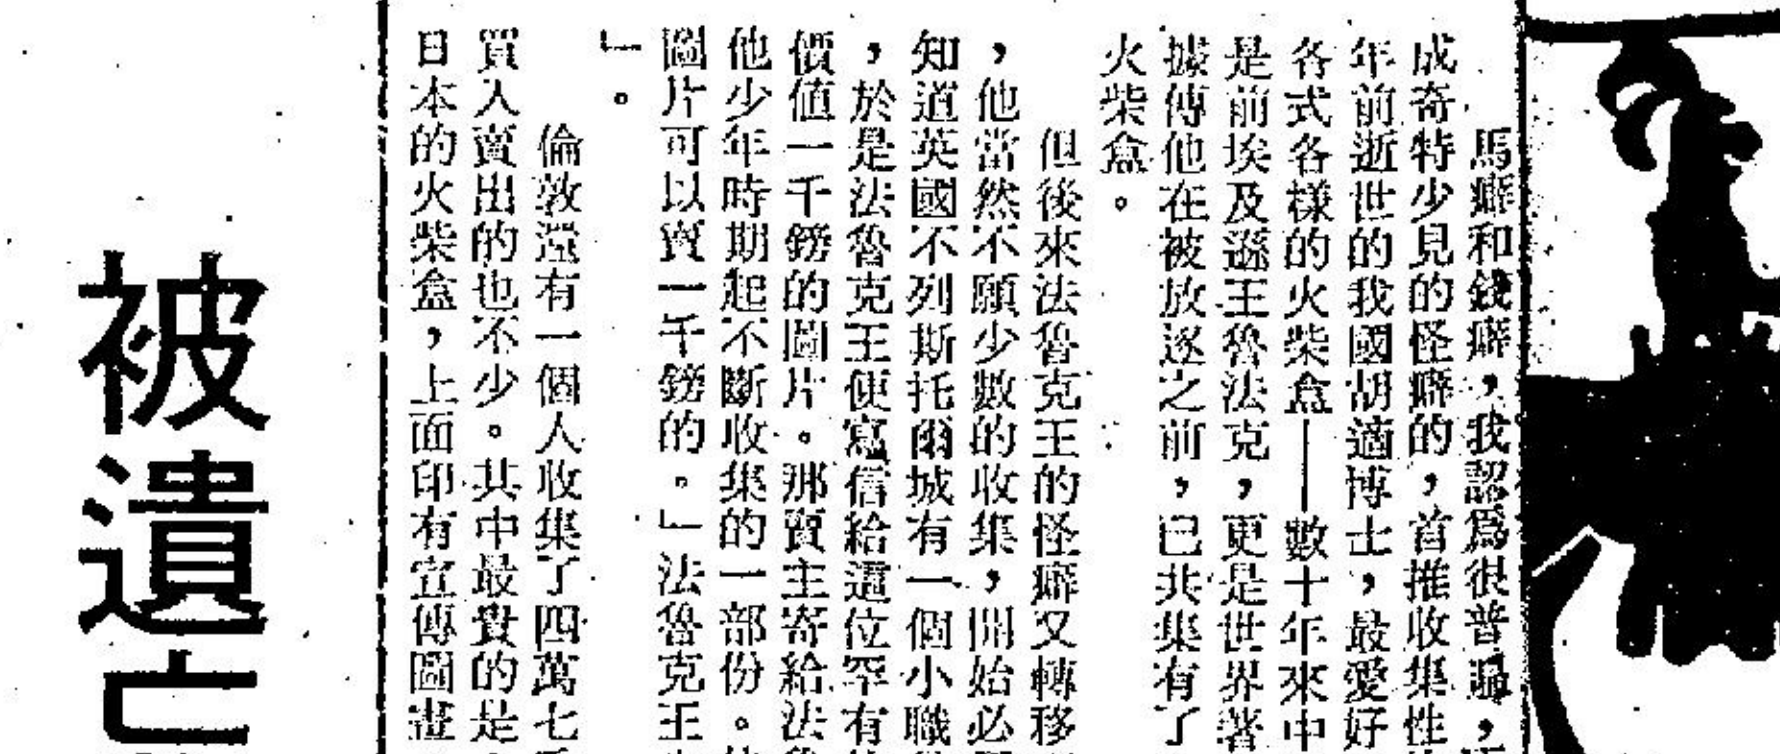 馬癖和錢癖，我認爲很普遍，
成奇特少見的怪癖的，首推收集性
年前逝世的我國胡適博士，最愛好
各式各樣的火柴盒——數十年來中
是前埃及遜王魯法克，更是世界著
據傳他在被放逐之前，已共集有了
火柴盒。
但後來法魯克王的怪癖又轉移
，他當然不願少數的收集，開始必
知道英國不列斯托爾城有一個小職
，於是法魯克王便寫信給這位罕有
價值一千鎊的圖片。那賣主寄給法
他少年時期起不斷收集的一部份。
圖片可以賣一千鎊的。」法魯克王
」。
倫敦還有一個人收集了四萬七
買入賣出的也不少。共中最貴的是
日本的火柴盒，上面印有宣傳圖畫
被遺